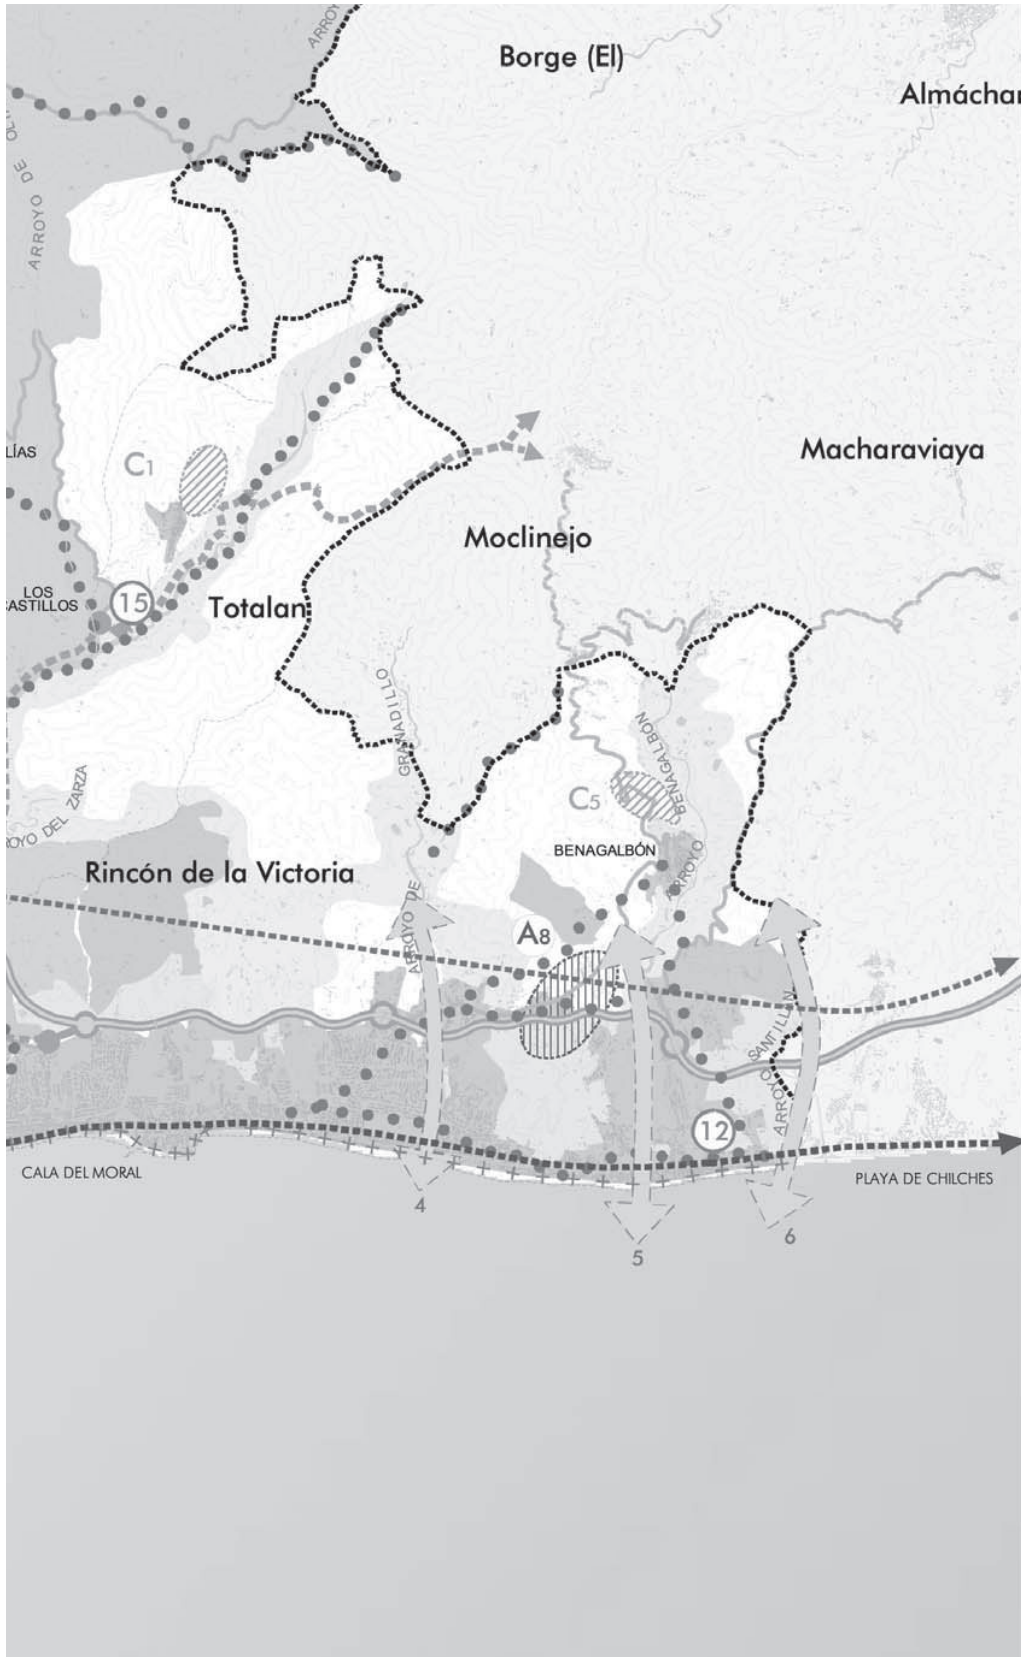 ARROYO
Borge (El)
Almáchar
ARROYO DE
C1
LÍAS
Macharaviaya
Moclinejo
LOS
CASTILLOS
15
Totalan
GRANADILLO
BENAGALBÓN
C5
ARROYO DEL ZARZA
BENAGALBÓN
ARROYO
Rincón de la Victoria
ARROYO DE
A8
SANTILLÁN
ARROYO
12
CALA DEL MORAL
PLAYA DE CHILCHES
4
5
6